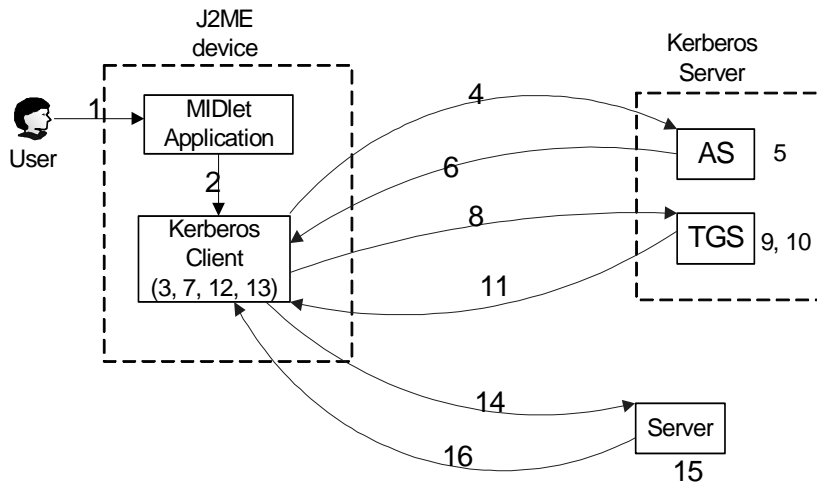 J2ME
device
Kerberos
Server
1
MIDlet
Application
User
2
4
AS
5
6
Kerberos
Client
(3, 7, 12, 13)
8
TGS
9, 10
11
14
Server
15
16